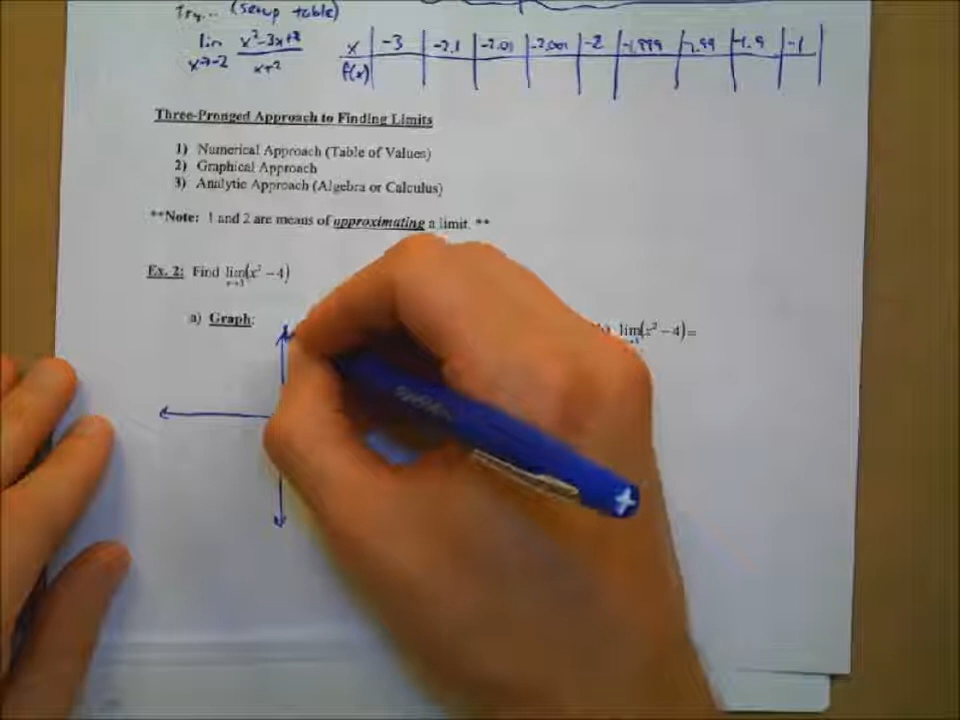 Try... (setup table)
lim x→-2 x²-3x+2 / x+2
x -3 -2.1 -2.01 -2.001 -2 -1.999 -1.99 -1.9 -1
f(x)
Three-Pronged Approach to Finding Limits
1) Numerical Approach (Table of Values)
2) Graphical Approach
3) Analytic Approach (Algebra or Calculus)
**Note: 1 and 2 are means of approximating a limit. **
Ex. 2: Find lim x→3 (x² – 4)
a) Graph:
lim (x² – 4) =